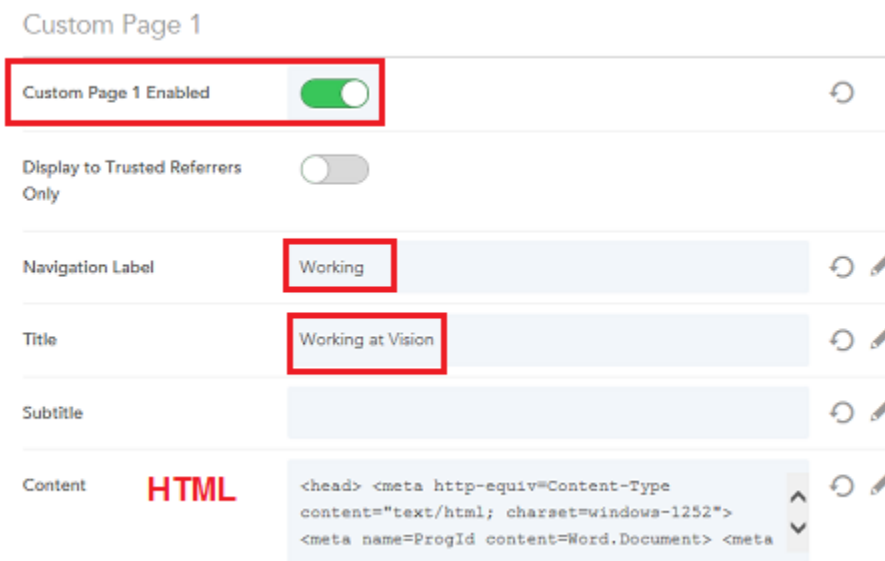 Custom Page 1
Custom Page 1 Enabled
Display to Trusted Referrers
Only
Navigation Label
Working
Title
Working at Vision
Subtitle
Content
HTML
<head> <meta http-equiv=Content-Type
content="text/html; charset=windows-1252">
<meta name=ProgId content=Word.Document> <meta